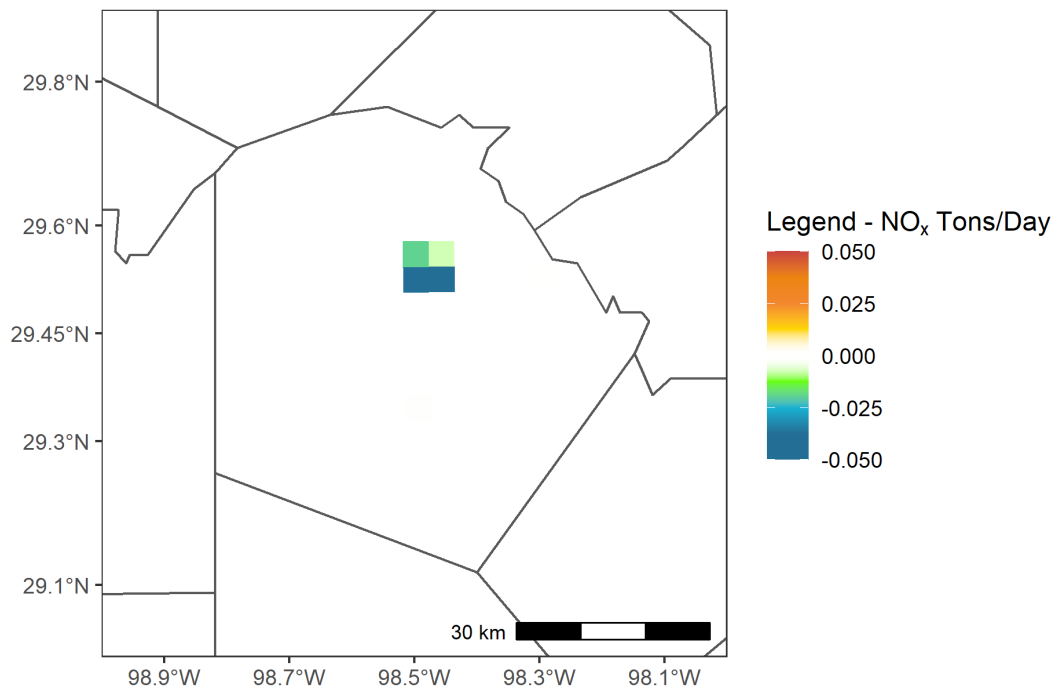 29.8°N
29.6°N
29.45°N
29.3°N
29.1°N
98.9°W
98.7°W
98.5°W
98.3°W
98.1°W
30 km
Legend - NOₓ Tons/Day
0.050
0.025
0.000
-0.025
-0.050